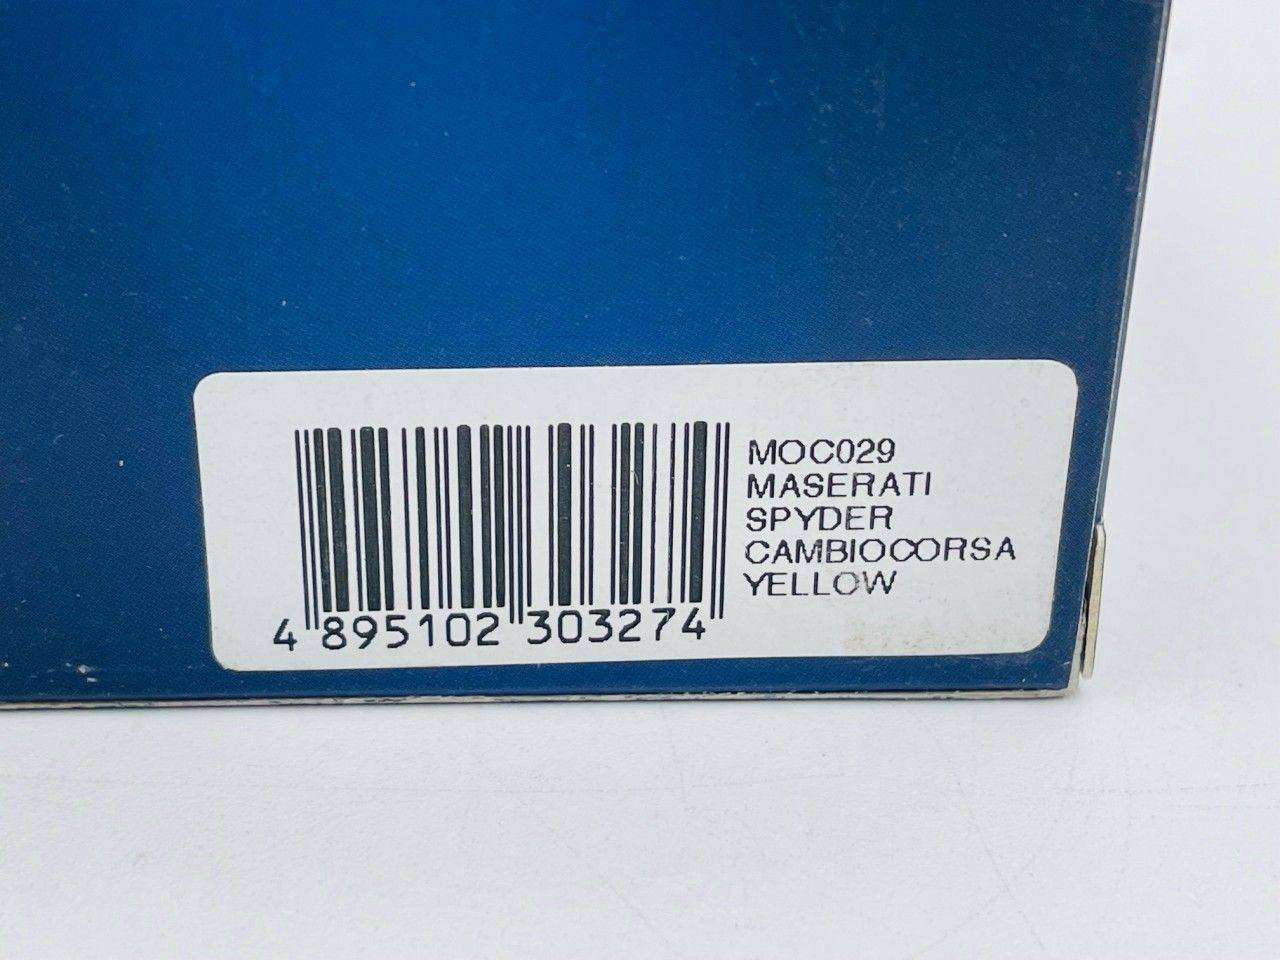 MOC029
MASERATI
SPYDER
CAMBIOCORSA
YELLOW
4 895102 303274